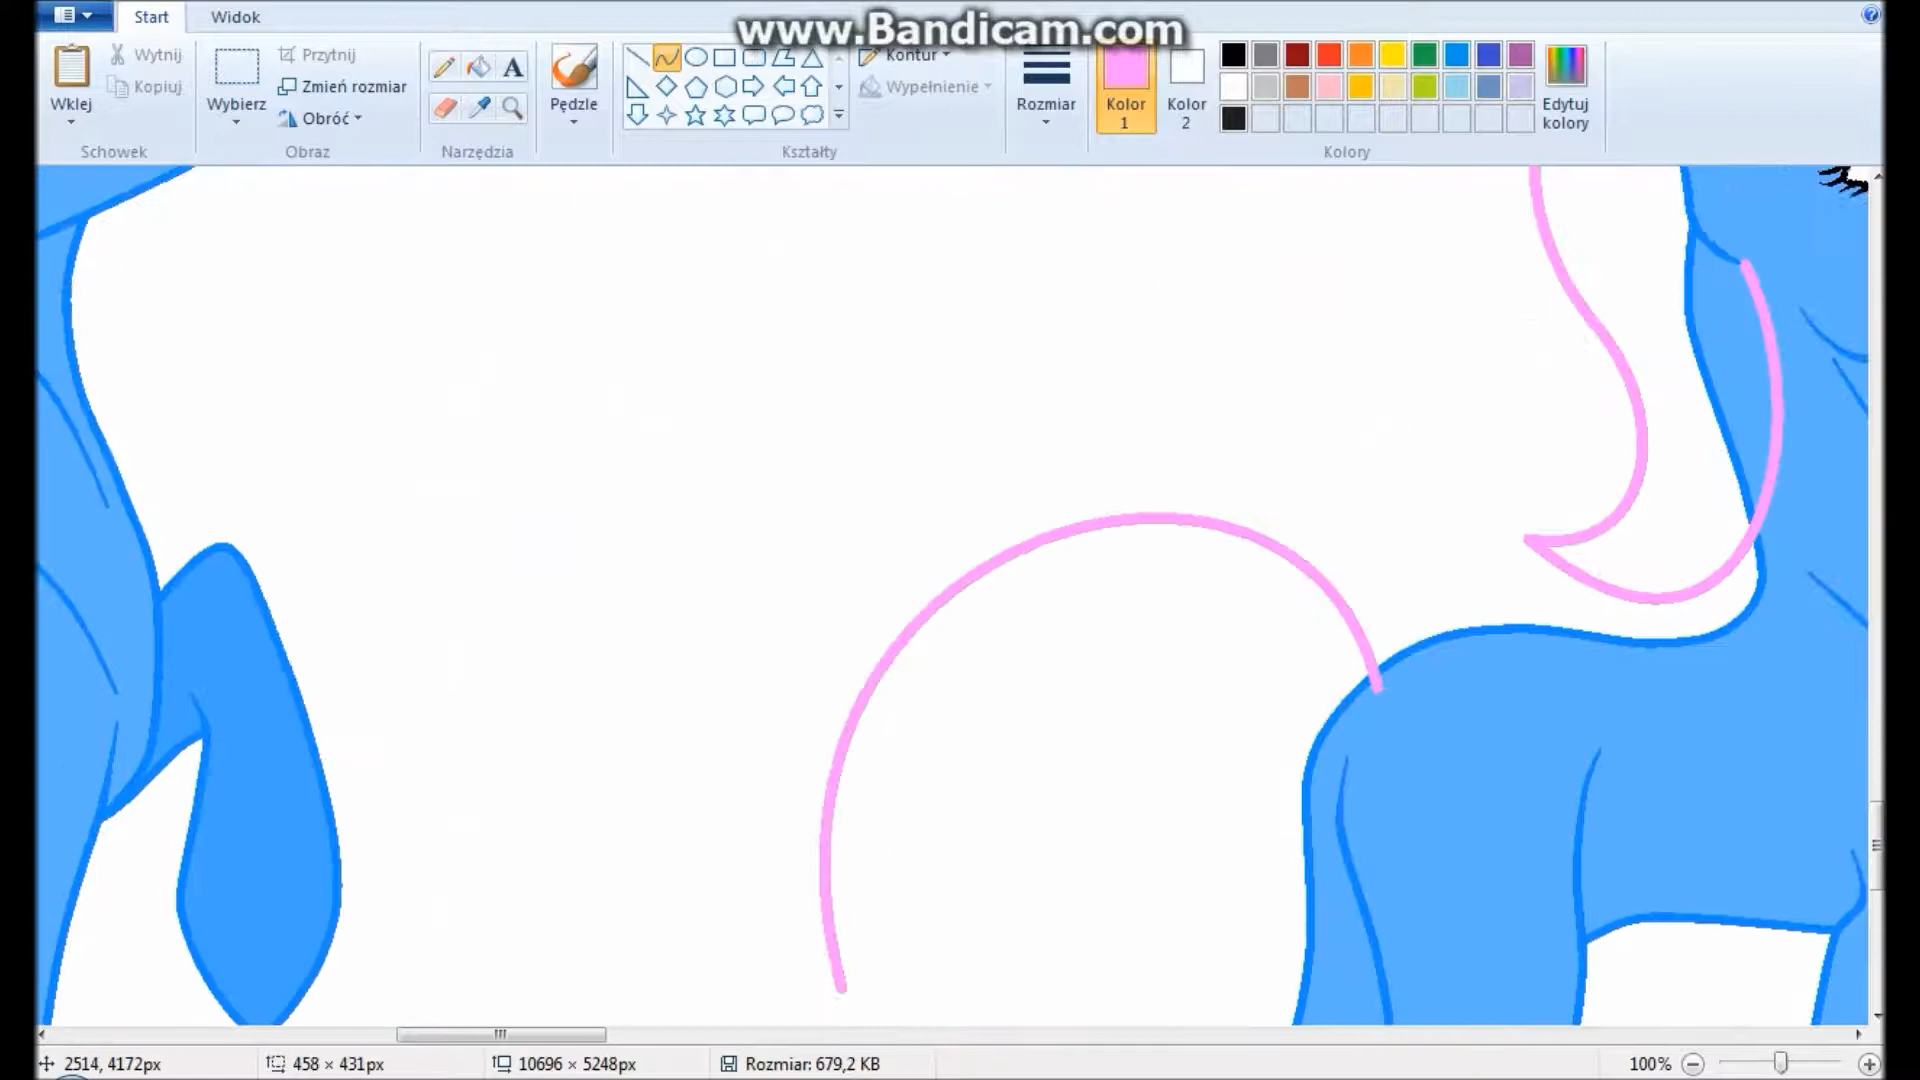 www.Bandicam.com
Start Widok
Wklej
Wytnij
Kopiuj
Schowek
Wybierz
Przytnij
Zmień rozmiar
Obróć
Obraz
A
Narzędzia
Pędzle
Kontur
Wypełnienie
Kształty
Rozmiar
Kolor
1
Kolor
2
Edytuj
kolory
Kolory
2514, 4172px 458 × 431px 10696 × 5248px Rozmiar: 679,2 KB 100%